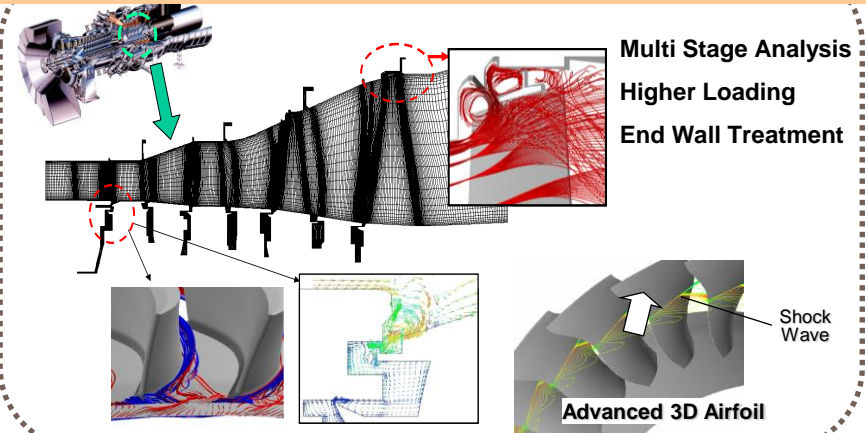 Multi Stage Analysis
Higher Loading
End Wall Treatment
Shock
Wave
Advanced 3D Airfoil